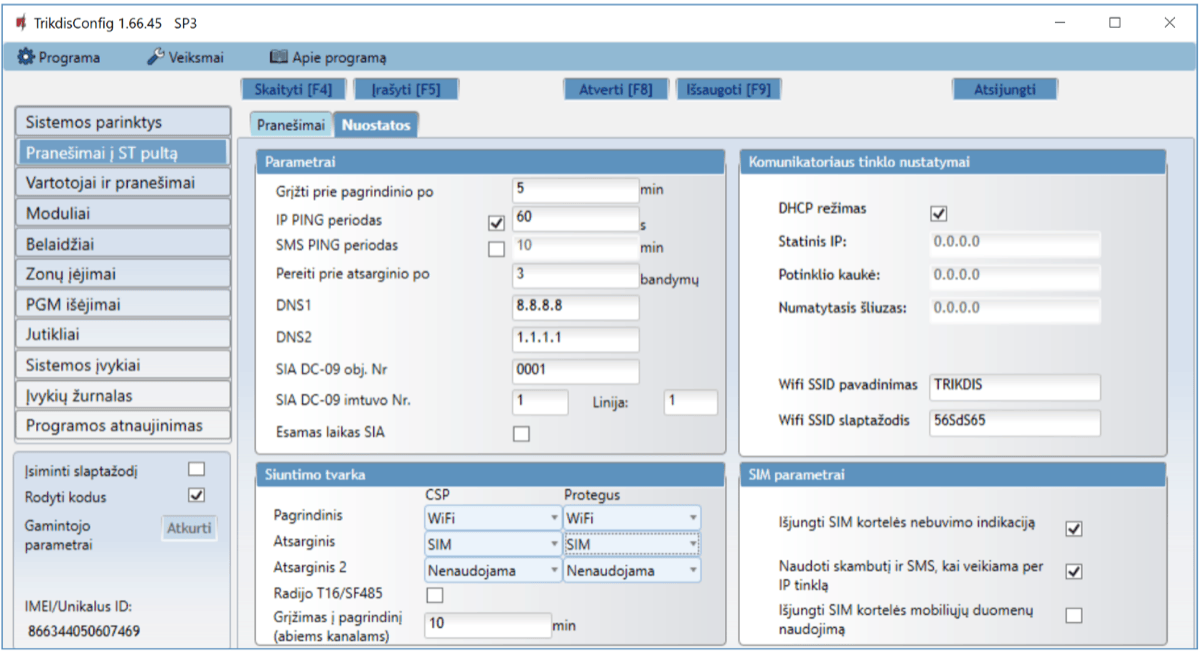 TrikdisConfig 1.66.45 SP3
Programa Veiksmai Apie programą
Skaityti [F4] Įrašyti [F5] Atverti [F8] Išsaugoti [F9] Atsijungti
Sistemos parinktys
Pranešimai į ST pultą
Vartotojai ir pranešimai
Moduliai
Belaidžiai
Zonų įėjimai
PGM išėjimai
Jutikliai
Sistemos įvykiai
Įvykių žurnalas
Programos atnaujinimas
Įsiminti slaptažodį
Rodyti kodus
Gamintojo
parametrai
Atkurti
IMEI/Unikalus ID:
866344050607469
Pranešimai Nuostatos
Parametrai
Grįžti prie pagrindinio po 5 min
IP PING periodas 60 s
SMS PING periodas 10 min
Pereiti prie atsarginio po 3 bandymų
DNS1 8.8.8.8
DNS2 1.1.1.1
SIA DC-09 obj. Nr 0001
SIA DC-09 imtuvo Nr. 1 Linija: 1
Esamas laikas SIA
Siuntimo tvarka
CSP Protegus
Pagrindinis WiFi WiFi
Atsarginis SIM SIM
Atsarginis 2 Nenaudojama Nenaudojama
Radijo T16/SF485
Grįžimas į pagrindinį
(abiems kanalams)
10 min
Komunikatoriaus tinklo nustatymai
DHCP režimas
Statinis IP: 0.0.0.0
Potinklio kaukė: 0.0.0.0
Numatytasis šliuzas: 0.0.0.0
Wifi SSID pavadinimas TRIKDIS
Wifi SSID slaptažodis 56SdS65
SIM parametrai
Išjungti SIM kortelės nebuvimo indikaciją
Naudoti skambutį ir SMS, kai veikiama per
IP tinklą
Išjungti SIM kortelės mobiliųjų duomenų
naudojimą